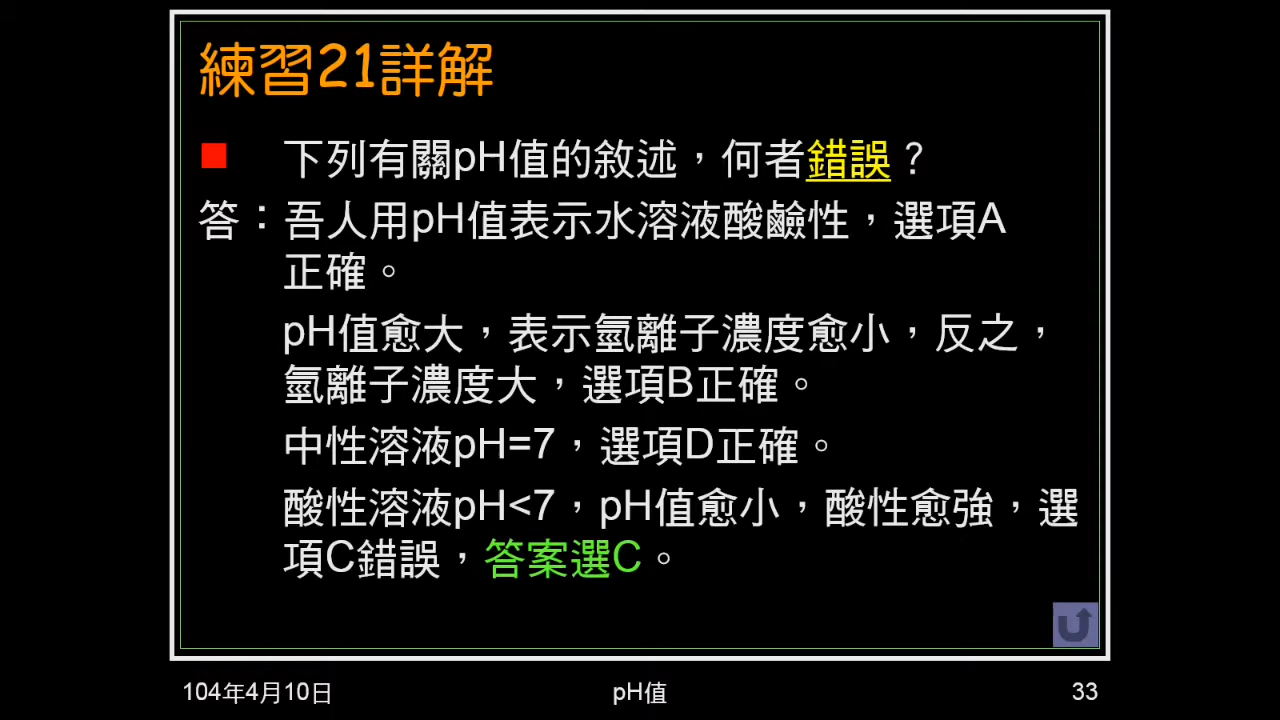 練習21詳解
下列有關pH值的敘述，何者錯誤？
答：吾人用pH值表示水溶液酸鹼性，選項A
正確。
pH值愈大，表示氫離子濃度愈小，反之，
氫離子濃度大，選項B正確。
中性溶液pH=7，選項D正確。
酸性溶液pH<7，pH值愈小，酸性愈強，選
項C錯誤，答案選C。
104年4月10日
pH值
33